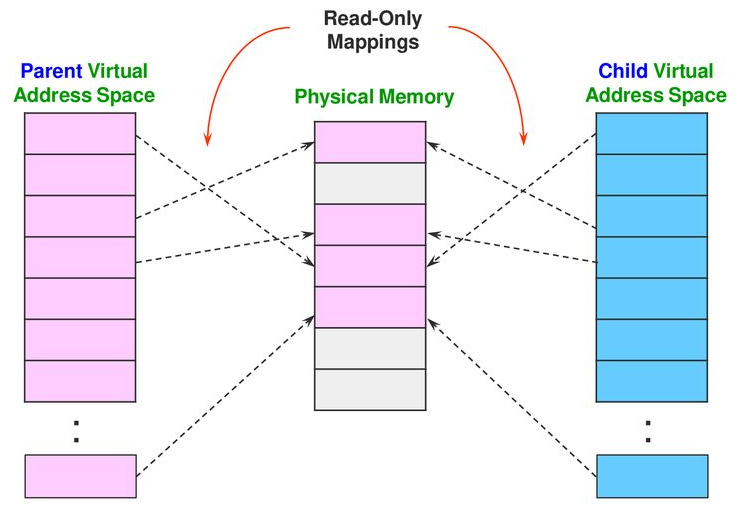 Read-Only
Mappings
Parent Virtual
Address Space
Physical Memory
Child Virtual
Address Space
:
: